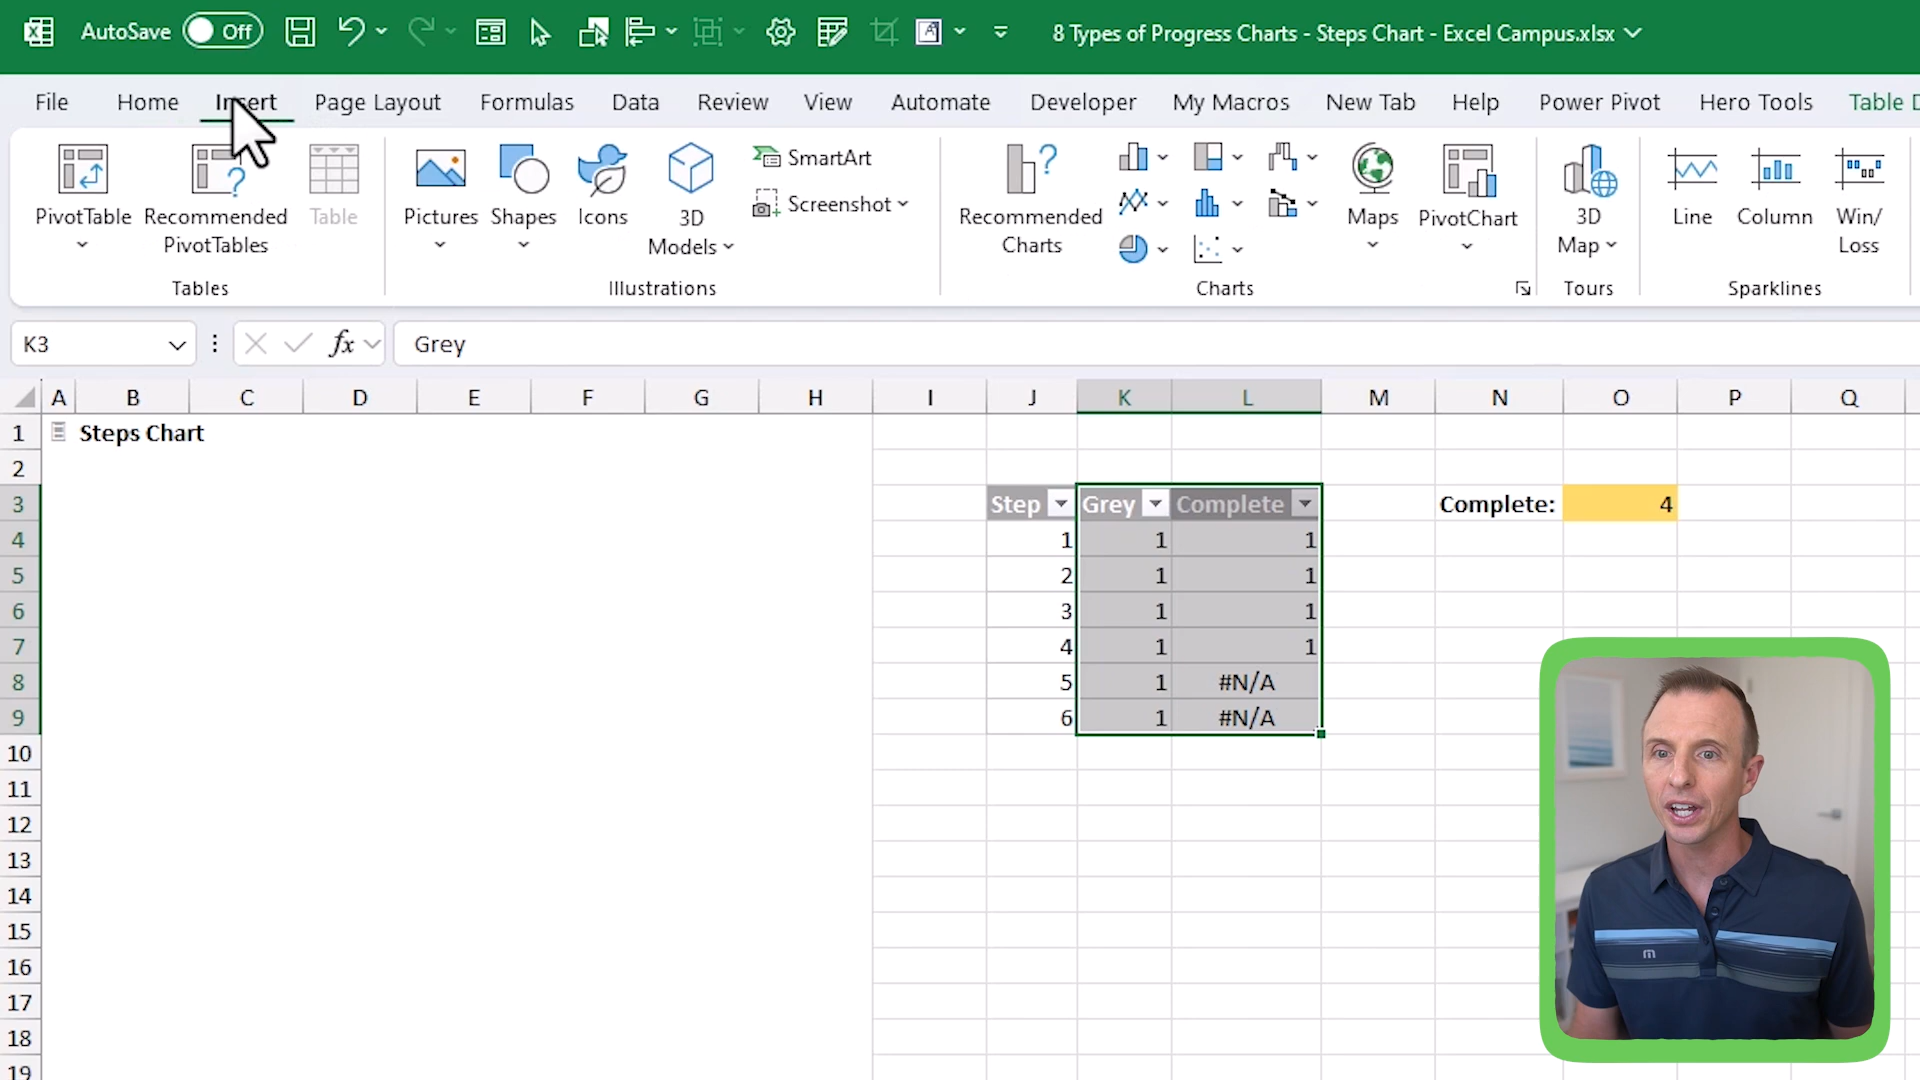 AutoSave Off 8 Types of Progress Charts - Steps Chart - Excel Campus.xlsx
File Home Insert Page Layout Formulas Data Review View Automate Developer My Macros New Tab Help Power Pivot Hero Tools Table D
PivotTable
Recommended
PivotTables
Table
Tables
Pictures
Shapes
Icons
3D
Models
SmartArt
Screenshot
Illustrations
Recommended
Charts
Maps
PivotChart
Charts
3D
Map
Tours
Line
Column
Win/
Loss
Sparklines
K3 fx Grey
A B C D E F G H I J K L M N O P Q
1 Steps Chart
2
3 Step Grey Complete Complete: 4
4 1 1 1
5 2 1 1
6 3 1 1
7 4 1 1
8 5 1 #N/A
9 6 1 #N/A
10
11
12
13
14
15
16
17
18
19